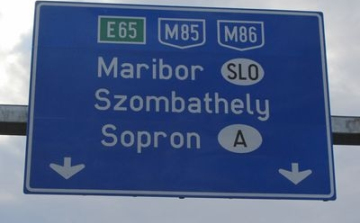 E65 M85 M86
Maribor SLO
Szombathely
Sopron A